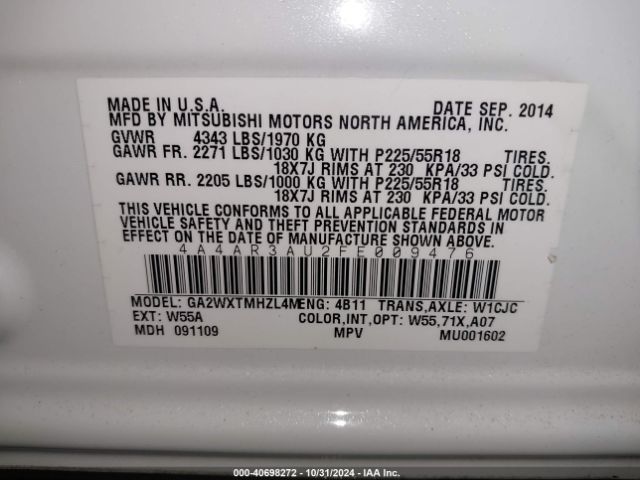 MADE IN U.S.A. DATE SEP. 2014
MFD BY MITSUBISHI MOTORS NORTH AMERICA, INC.
GVWR 4343 LBS/1970 KG
GAWR FR. 2271 LBS/1030 KG WITH P225/55R18 TIRES.
18X7J RIMS AT 230 KPA/33 PSI COLD.
GAWR RR. 2205 LBS/1000 KG WITH P225/55R18 TIRES.
18X7J RIMS AT 230 KPA/33 PSI COLD.
THIS VEHICLE CONFORMS TO ALL APPLICABLE FEDERAL MOTOR
VEHICLE SAFETY AND THEFT PREVENTION STANDARDS IN
EFFECT ON THE DATE OF MANUFACTURE SHOWN ABOVE.
4A4AR3AU2FE009476
MODEL: GA2WXTMHZL4M ENG: 4B11 TRANS,AXLE: W1CJC
EXT: W55A COLOR,INT,OPT: W55,71X,A07
MDH 091109 MPV MU001602
000-40698272 - 10/31/2024 - IAA Inc.